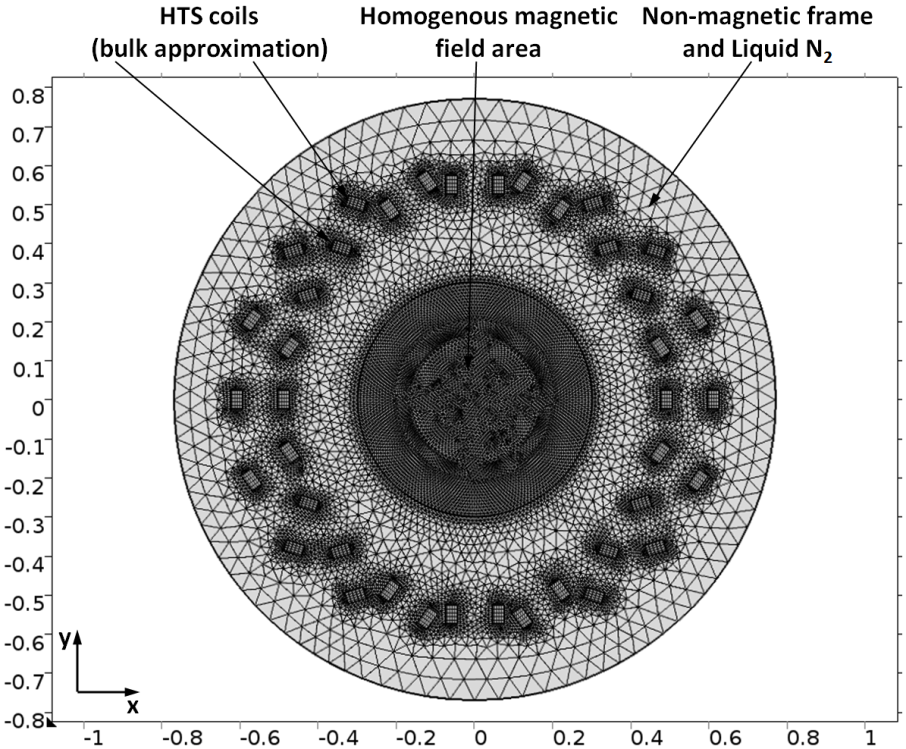 HTS coils
(bulk approximation)
Homogenous magnetic
field area
Non-magnetic frame
and Liquid N₂
0.8
0.7
0.6
0.5
0.4
0.3
0.2
0.1
0
-0.1
-0.2
-0.3
-0.4
-0.5
-0.6
-0.7
-0.8
y
x
-1 -0.8 -0.6 -0.4 -0.2 0 0.2 0.4 0.6 0.8 1